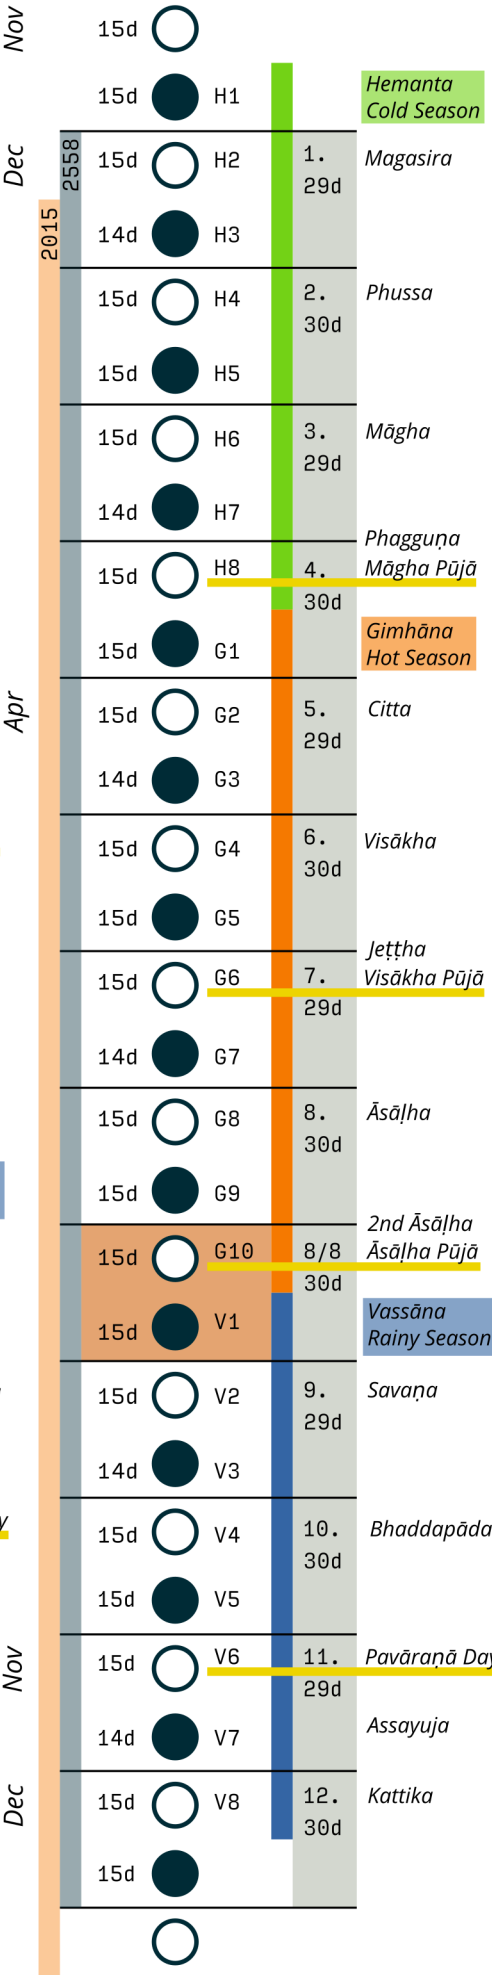 Nov
15d
15d H1
Hemanta
Cold Season
Dec
2558
15d H2 1. Magasira
29d
2015
14d H3
15d H4 2. Phussa
30d
15d H5
15d H6 3. Māgha
29d
14d H7
Phagguṇa
15d H8 4. Māgha Pūjā
30d
Gimhāna
15d G1 Hot Season
Apr
15d G2 5. Citta
29d
14d G3
15d G4 6. Visākha
30d
15d G5
Jeṭṭha
15d G6 7. Visākha Pūjā
29d
14d G7
15d G8 8. Āsāḷha
30d
15d G9
2nd Āsāḷha
15d G10 8/8 Āsāḷha Pūjā
30d
Vassāna
15d V1
Rainy Season
15d V2 9. Savaṇa
29d
14d V3
y
15d V4 10. Bhaddapāda
30d
15d V5
Nov
15d V6 11. Pavāraṇā Day
29d
14d V7 Assayuja
Dec
15d V8 12. Kattika
30d
15d